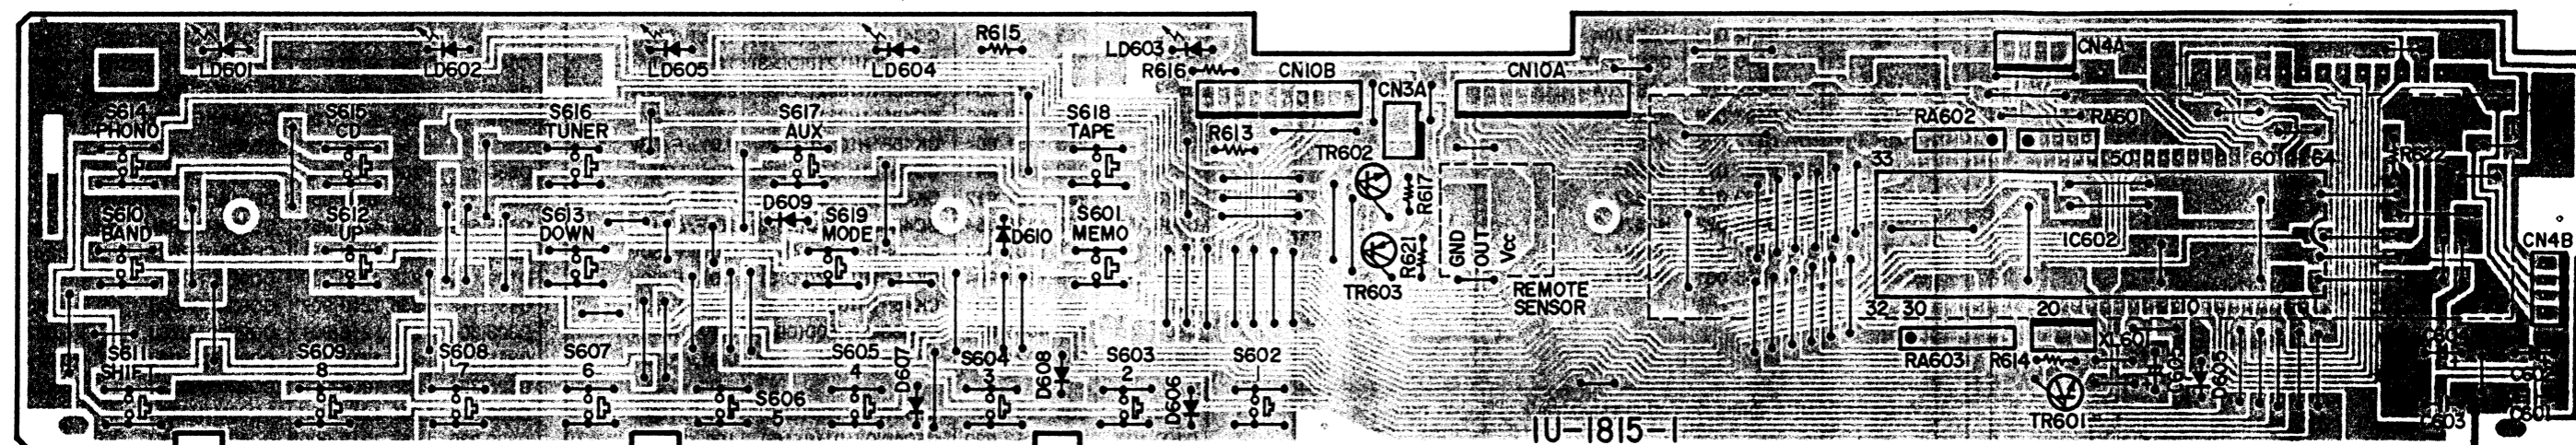 LD601
LD602
LD605
LD604
R615
LD603
R616
CN10B
CN10A
CN4A
CN3A
S614
PHONO
S615
CD
S616
TUNER
S617
AUX
S618
TAPE
R613
TR602
RA602
RA601
33
50
60
64
R622
R617
S610
BAND
S612
UP
S613
DOWN
D609
S619
MODE
D610
S601
MEMO
R621
TR603
GND
OUT
Vcc
REMOTE
SENSOR
IC602
CN4B
32
30
20
10
S611
SHIFT
S609
8
S608
7
S607
6
S606
5
S605
4
D607
S604
3
D608
S603
2
D606
S602
1
RA603
R614
XL601
D605
TR601
C603
C601
1U-1815-1